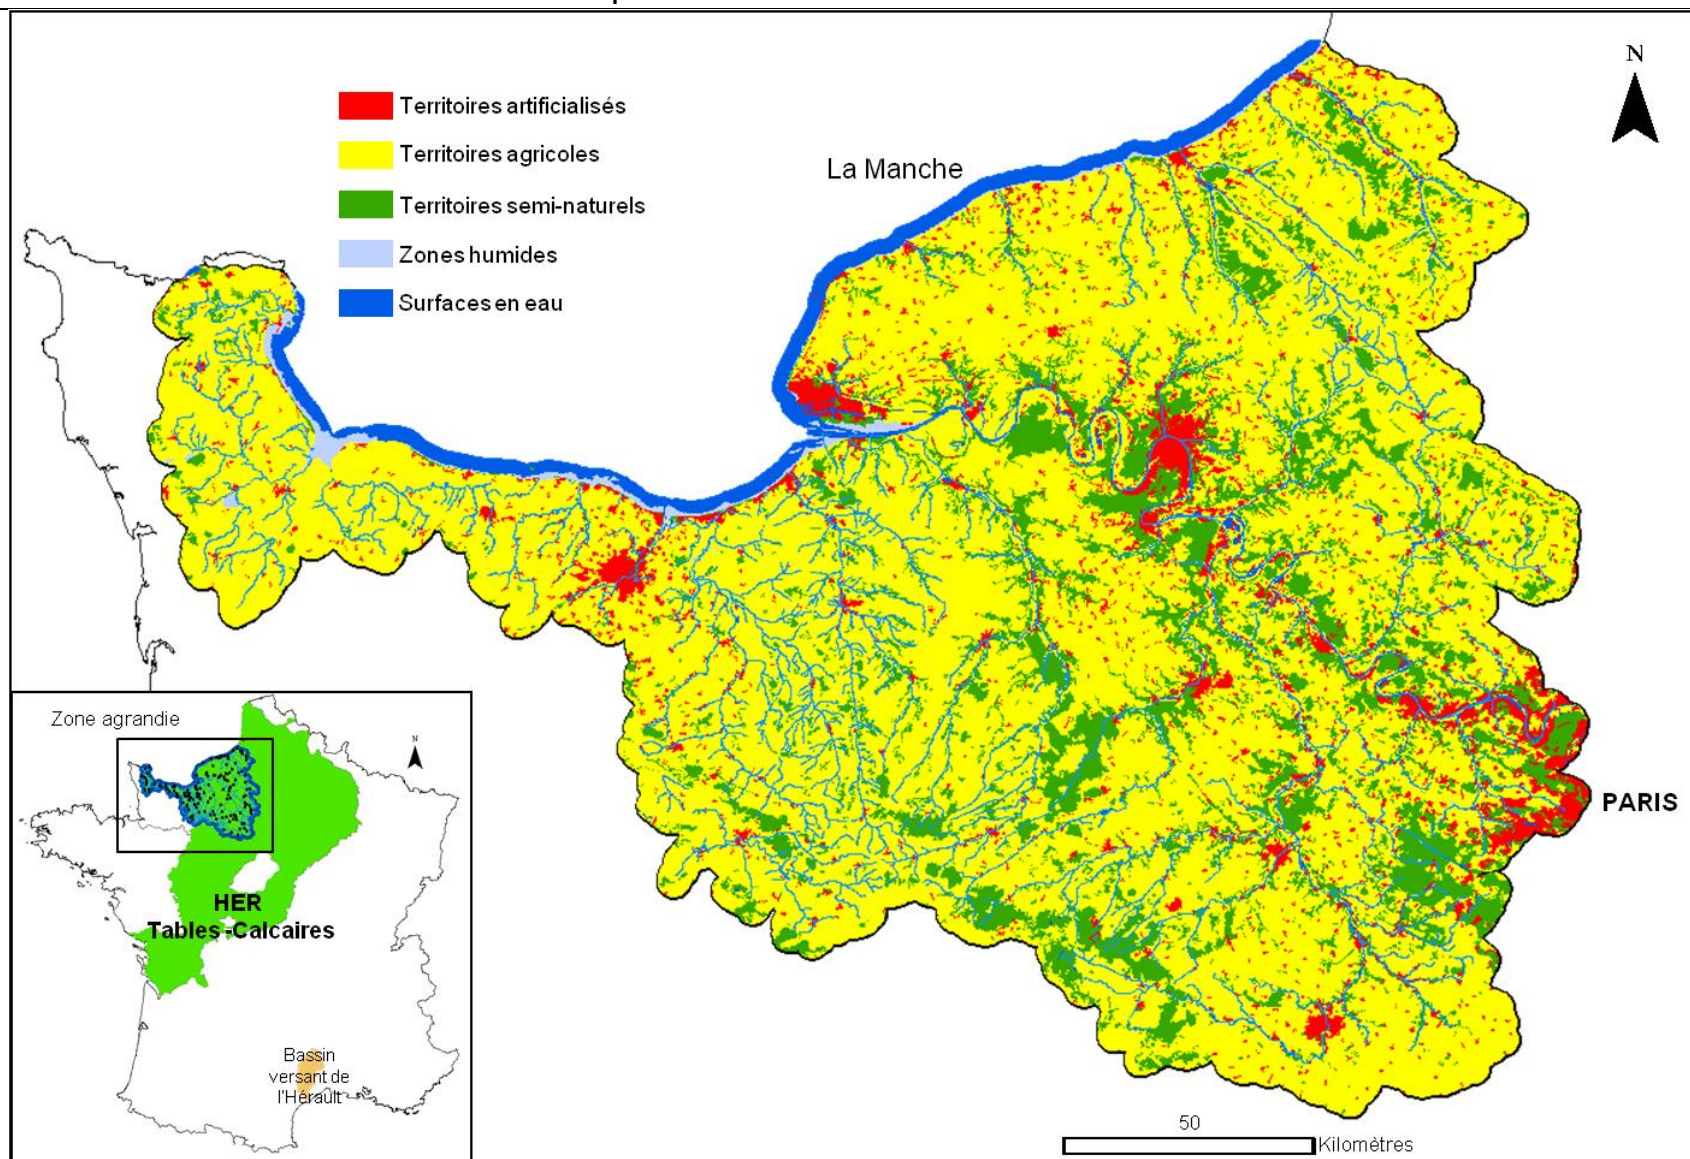 N
Territoires artificialisés
Territoires agricoles
Territoires semi-naturels
Zones humides
Surfaces en eau
La Manche
PARIS
Zone agrandie
N
HER
Tables-Calcaires
Bassin
versant de
l'Hérault
50
Kilomètres